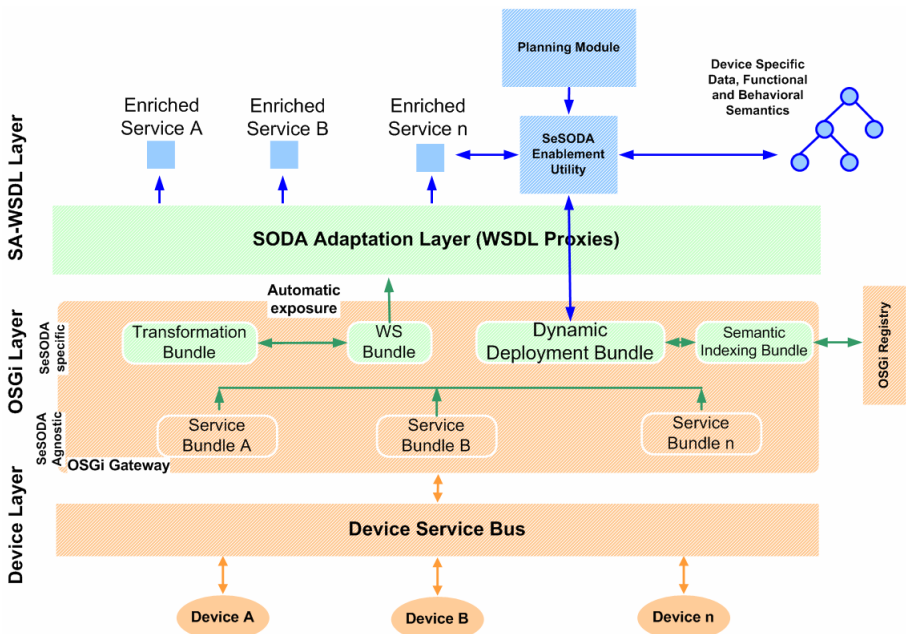 Planning Module
Device Specific
Data, Functional
and Behavioral
Semantics
Enriched
Service A
Enriched
Service B
Enriched
Service n
SeSODA
Enablement
Utility
SA-WSDL Layer
SODA Adaptation Layer (WSDL Proxies)
Automatic
exposure
OSGi Layer
SeSODA
specific
Transformation
Bundle
WS
Bundle
Dynamic
Deployment Bundle
Semantic
Indexing Bundle
OSGi Registry
SeSODA
Agnostic
Service
Bundle A
Service
Bundle B
Service
Bundle n
OSGi Gateway
Device Layer
Device Service Bus
Device A
Device B
Device n